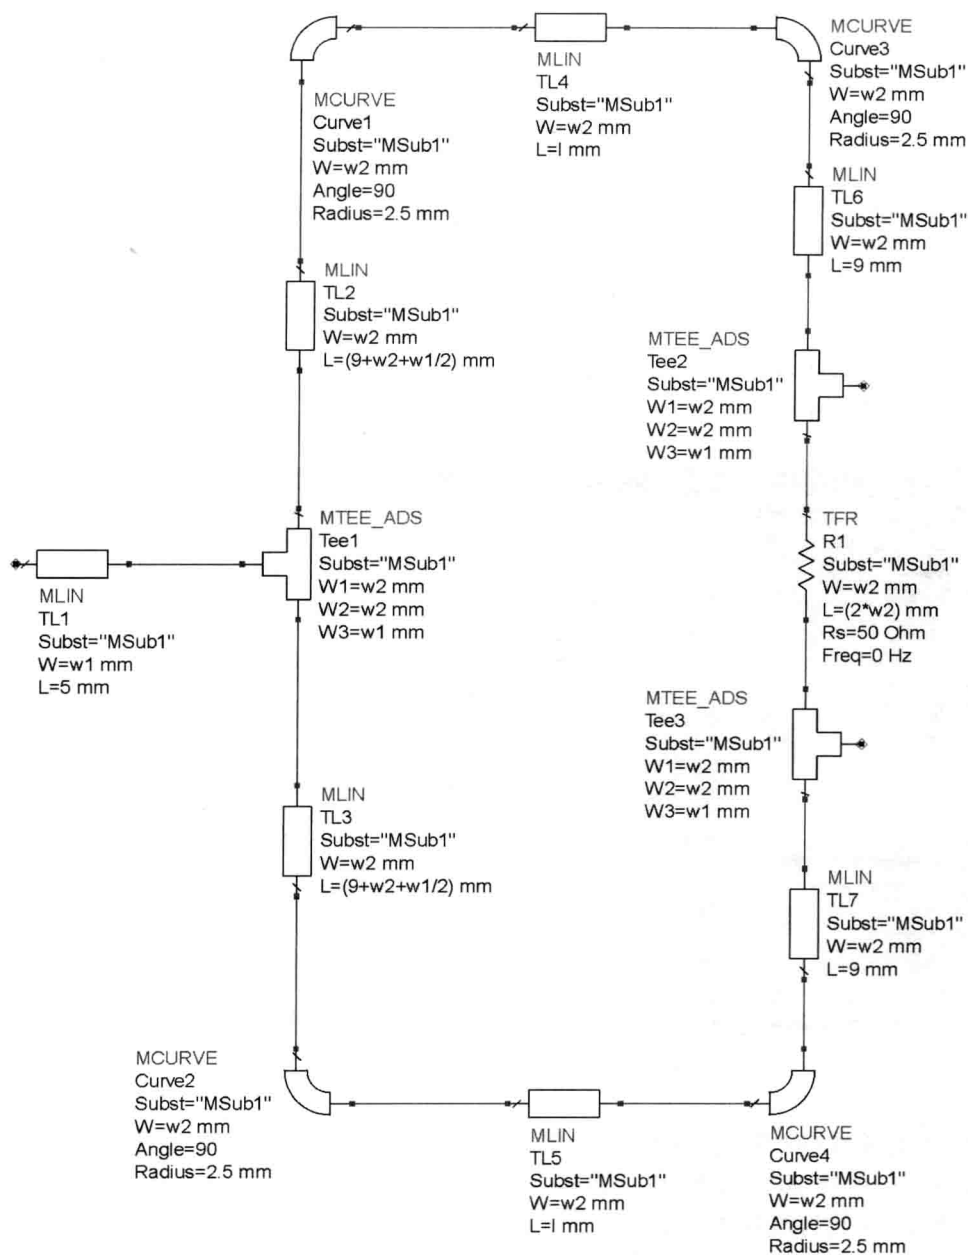 MLIN
TL4
Subst="MSub1"
W=w2 mm
L=l mm
MCURVE
Curve3
Subst="MSub1"
W=w2 mm
Angle=90
Radius=2.5 mm
MCURVE
Curve1
Subst="MSub1"
W=w2 mm
Angle=90
Radius=2.5 mm
MLIN
TL6
Subst="MSub1"
W=w2 mm
L=9 mm
MLIN
TL2
Subst="MSub1"
W=w2 mm
L=(9+w2+w1/2) mm
MTEE_ADS
Tee2
Subst="MSub1"
W1=w2 mm
W2=w2 mm
W3=w1 mm
MTEE_ADS
Tee1
Subst="MSub1"
W1=w2 mm
W2=w2 mm
W3=w1 mm
TFR
R1
Subst="MSub1"
W=w2 mm
L=(2*w2) mm
Rs=50 Ohm
Freq=0 Hz
MLIN
TL1
Subst="MSub1"
W=w1 mm
L=5 mm
MTEE_ADS
Tee3
Subst="MSub1"
W1=w2 mm
W2=w2 mm
W3=w1 mm
MLIN
TL3
Subst="MSub1"
W=w2 mm
L=(9+w2+w1/2) mm
MLIN
TL7
Subst="MSub1"
W=w2 mm
L=9 mm
MCURVE
Curve2
Subst="MSub1"
W=w2 mm
Angle=90
Radius=2.5 mm
MLIN
TL5
Subst="MSub1"
W=w2 mm
L=l mm
MCURVE
Curve4
Subst="MSub1"
W=w2 mm
Angle=90
Radius=2.5 mm